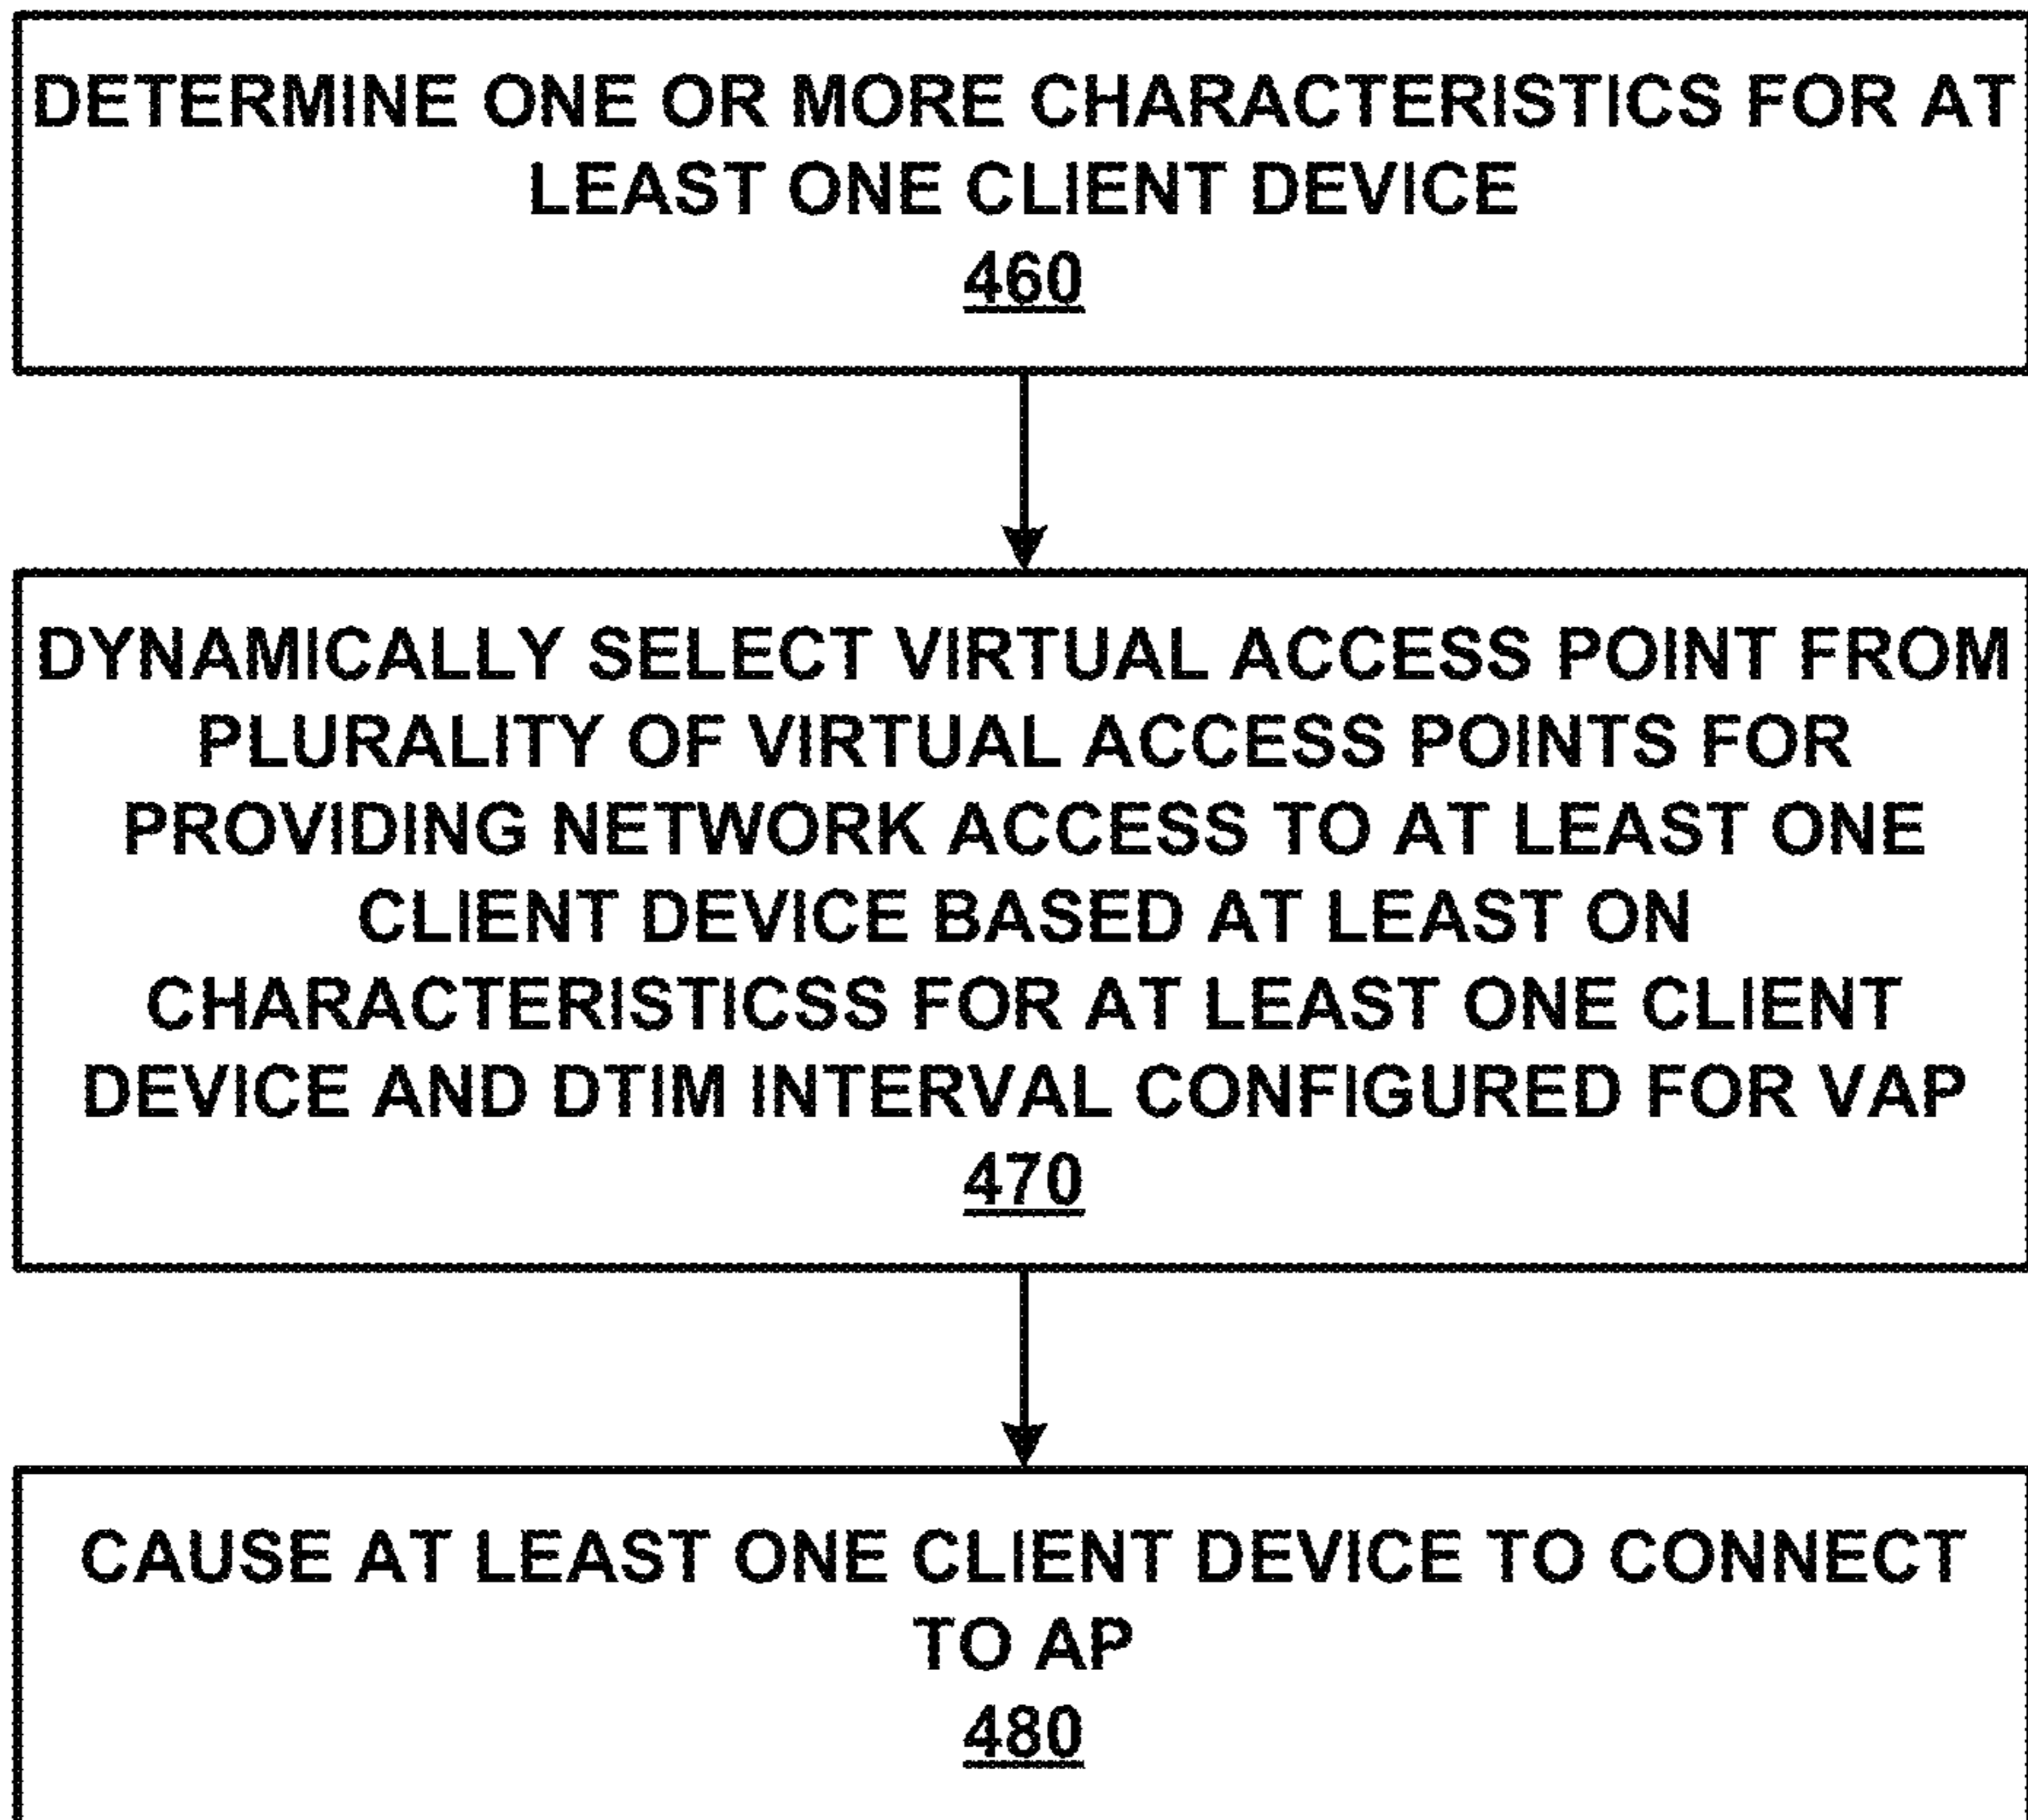 DETERMINE ONE OR MORE CHARACTERISTICS FOR AT
LEAST ONE CLIENT DEVICE
460
DYNAMICALLY SELECT VIRTUAL ACCESS POINT FROM
PLURALITY OF VIRTUAL ACCESS POINTS FOR
PROVIDING NETWORK ACCESS TO AT LEAST ONE
CLIENT DEVICE BASED AT LEAST ON
CHARACTERISTICSS FOR AT LEAST ONE CLIENT
DEVICE AND DTIM INTERVAL CONFIGURED FOR VAP
470
CAUSE AT LEAST ONE CLIENT DEVICE TO CONNECT
TO AP
480